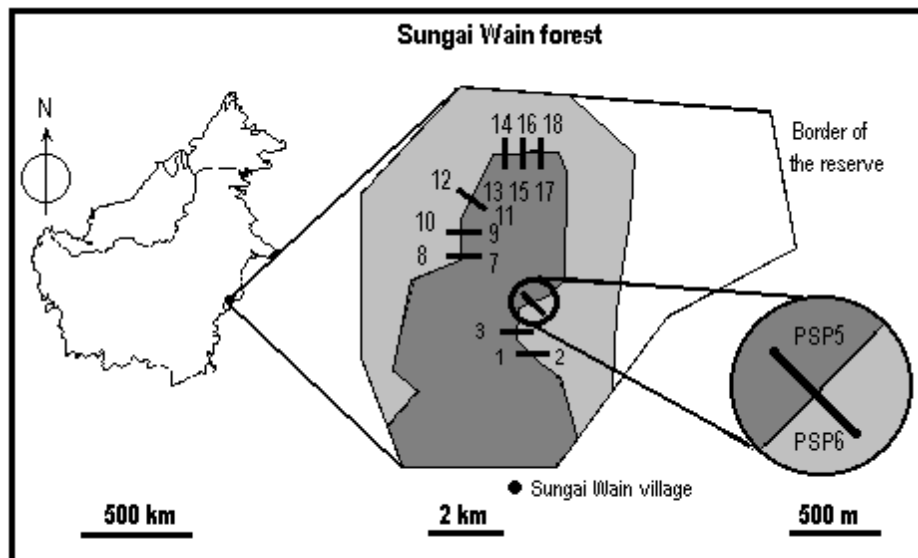 Sungai Wain forest
N
14 16 18
Border of
the reserve
12
13 15 17
11
10
9
8
7
3
1
2
PSP5
PSP6
Sungai Wain village
500 km
2 km
500 m